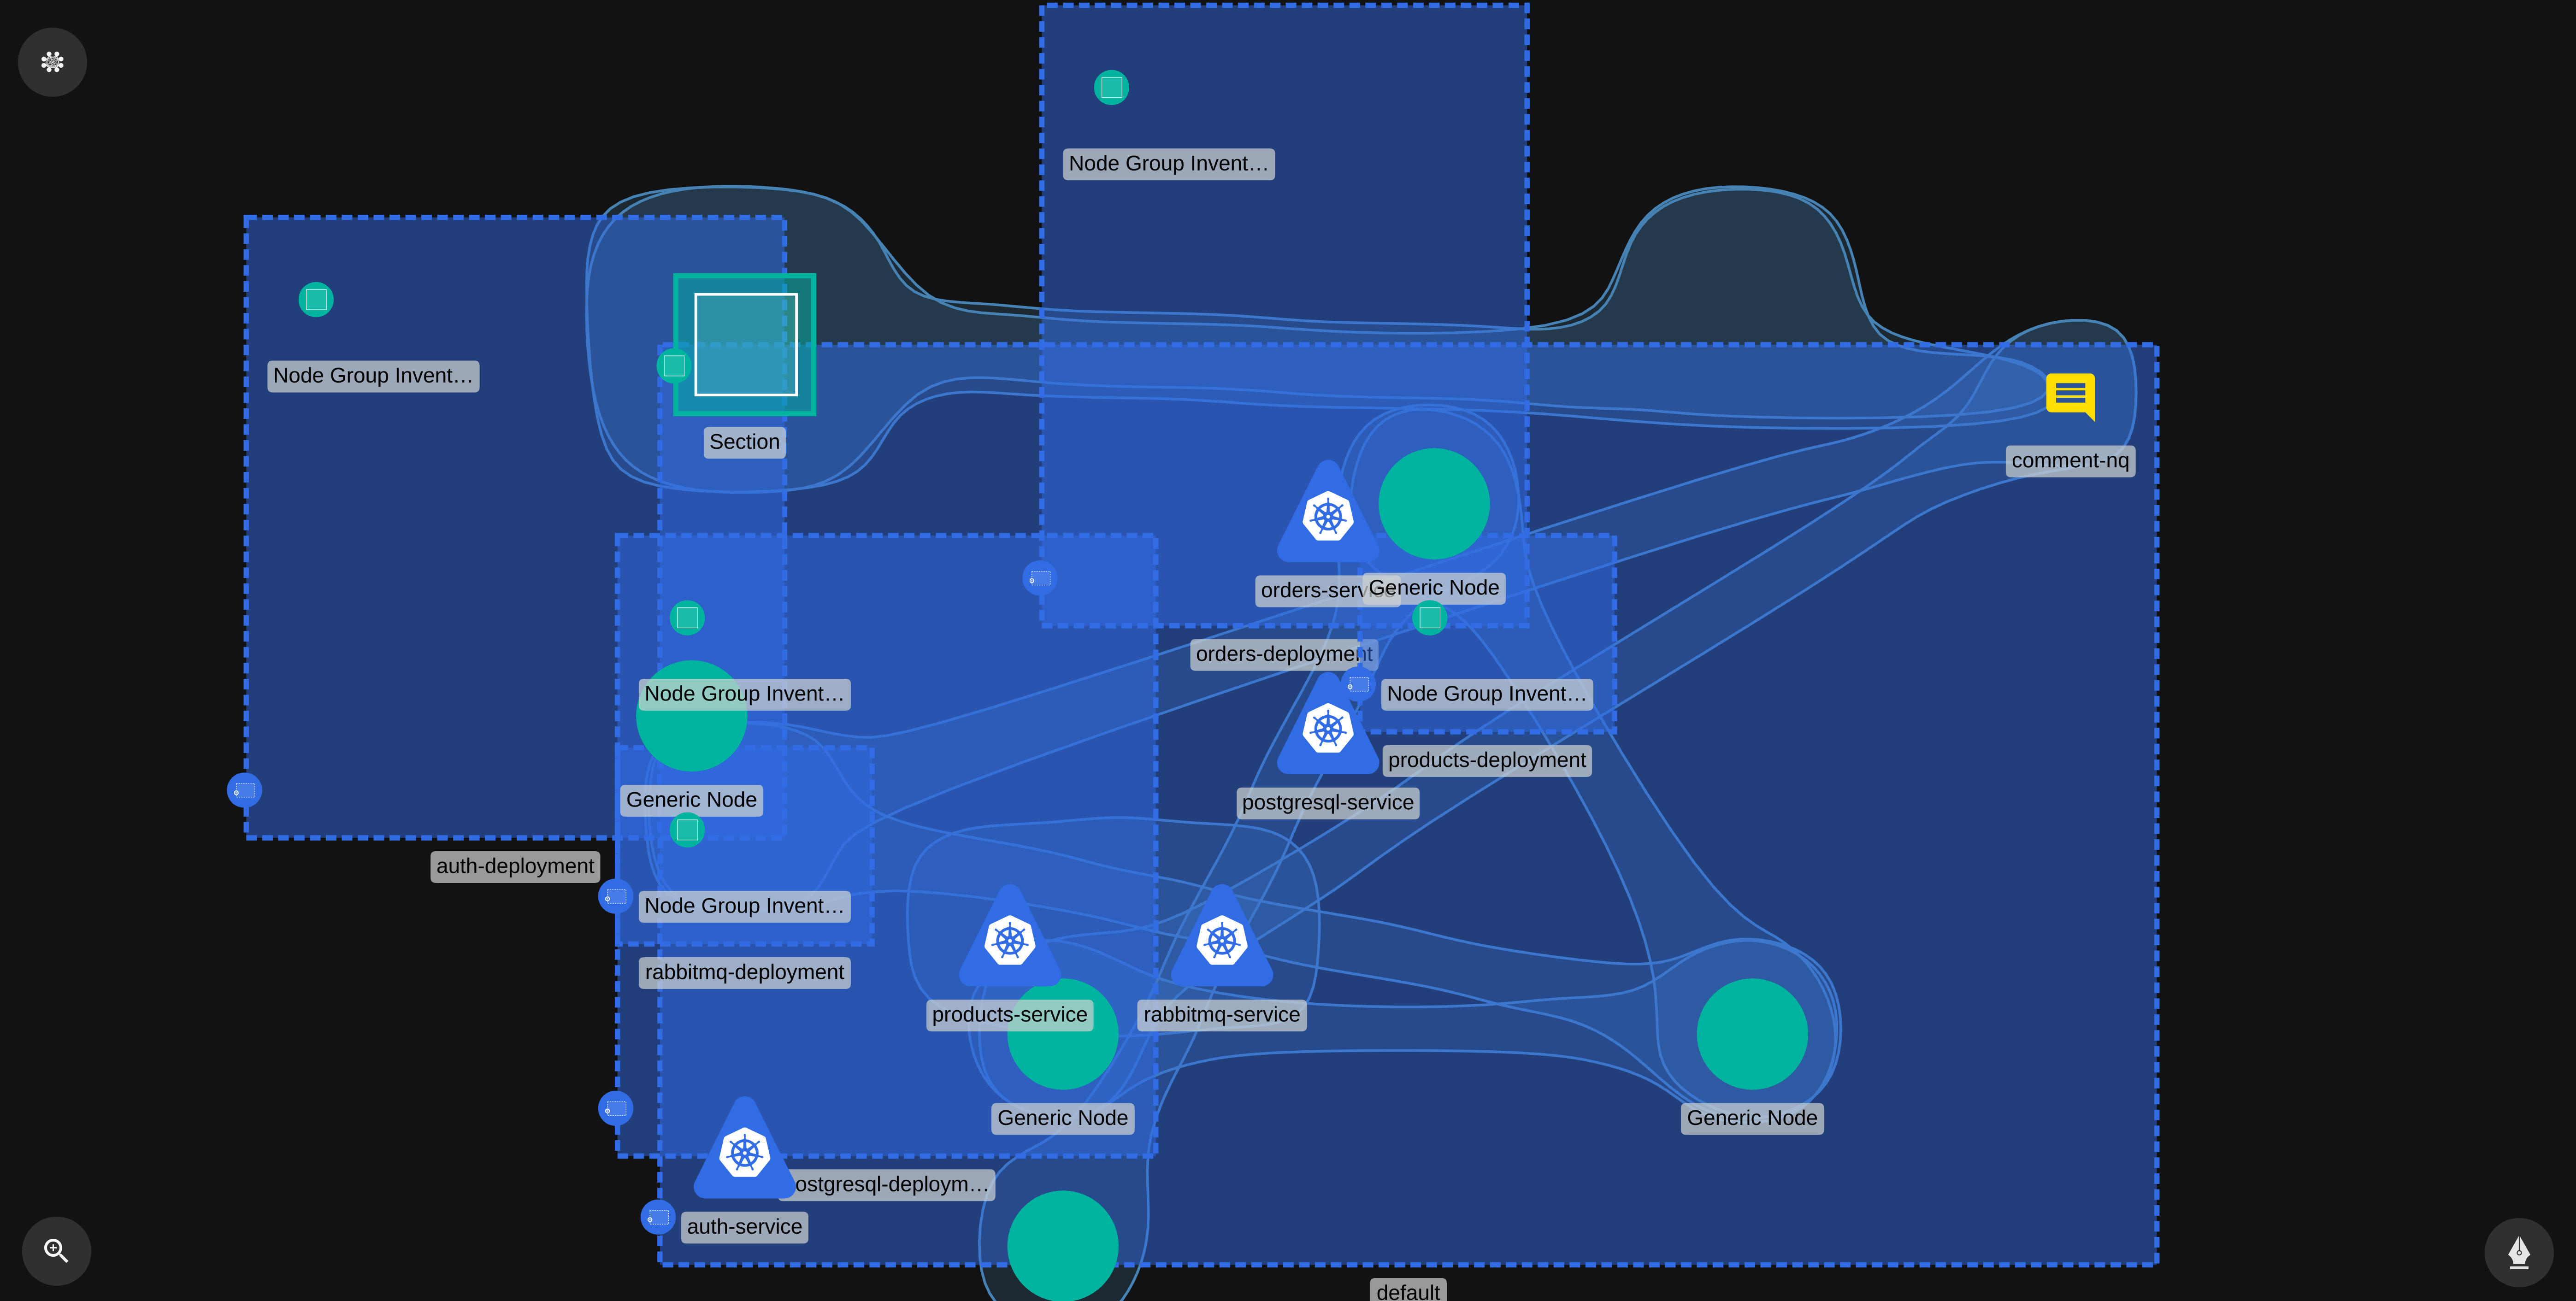 Node Group Invent…
Node Group Invent…
Section
comment-nq
orders-serv
Generic Node
orders-deployment
Node Group Invent…
Node Group Invent…
products-deployment
Generic Node
postgresql-service
auth-deployment
Node Group Invent…
rabbitmq-deployment
products-service
rabbitmq-service
Generic Node
Generic Node
ostgresql-deploym…
auth-service
default